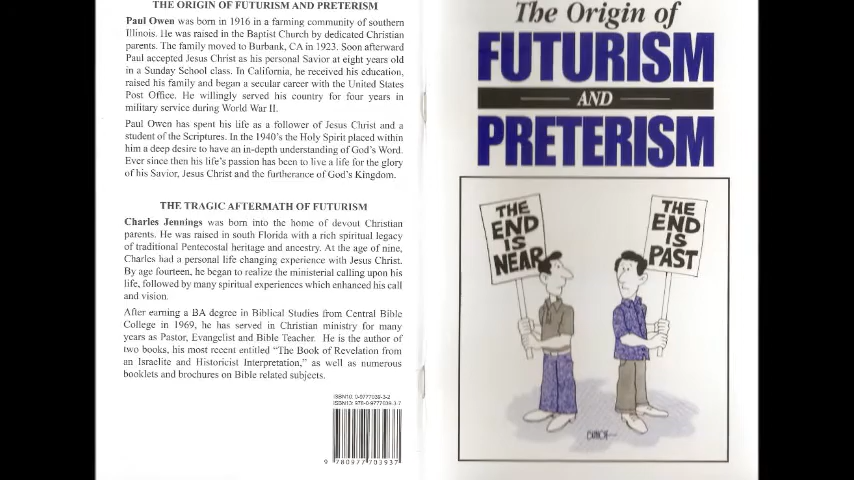 THE ORIGIN OF FUTURISM AND PRETERISM
Paul Owen was born in 1916 in a farming community of southern
Illinois. He was raised in the Baptist Church by dedicated Christian
parents. The family moved to Burbank, CA in 1923. Soon afterward
Paul accepted Jesus Christ as his personal Savior at eight years old
in a Sunday School class. In California, he received his education,
raised his family and began a secular career with the United States
Post Office. He willingly served his country for four years in
military service during World War II.
Paul Owen has spent his life as a follower of Jesus Christ and a
student of the Scriptures. In the 1940's the Holy Spirit placed within
him a deep desire to have an in-depth understanding of God's Word.
Ever since then his life's passion has been to live a life for the glory
of his Savior, Jesus Christ and the furtherance of God's Kingdom.
THE TRAGIC AFTERMATH OF FUTURISM
Charles Jennings was born into the home of devout Christian
parents. He was raised in south Florida with a rich spiritual legacy
of traditional Pentecostal heritage and ancestry. At the age of nine,
Charles had a personal life changing experience with Jesus Christ.
By age fourteen, he began to realize the ministerial calling upon his
life, followed by many spiritual experiences which enhanced his call
and vision.
After earning a BA degree in Biblical Studies from Central Bible
College in 1969, he has served in Christian ministry for many
years as Pastor, Evangelist and Bible Teacher. He is the author of
two books, his most recent entitled “The Book of Revelation from
an Israelite and Historicist Interpretation,” as well as numerous
booklets and brochures on Bible related subjects.
ISBN10: 0-9777039-3-2
ISBN13: 978-0-9777039-3-7
9 780977 703937
The Origin of
FUTURISM
AND
PRETERISM
THE
END
IS
NEAR
THE
END
IS
PAST